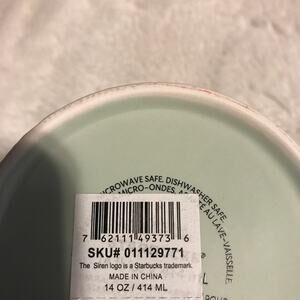 MICROWAVE SAFE. DISHWASHER SAFE.
MICRO-ONDES.
AU LAVE-VAISSELLE.
7 62111 49373 6
SKU# 011129771
The Siren logo is a Starbucks trademark.
MADE IN CHINA
14 OZ / 414 ML